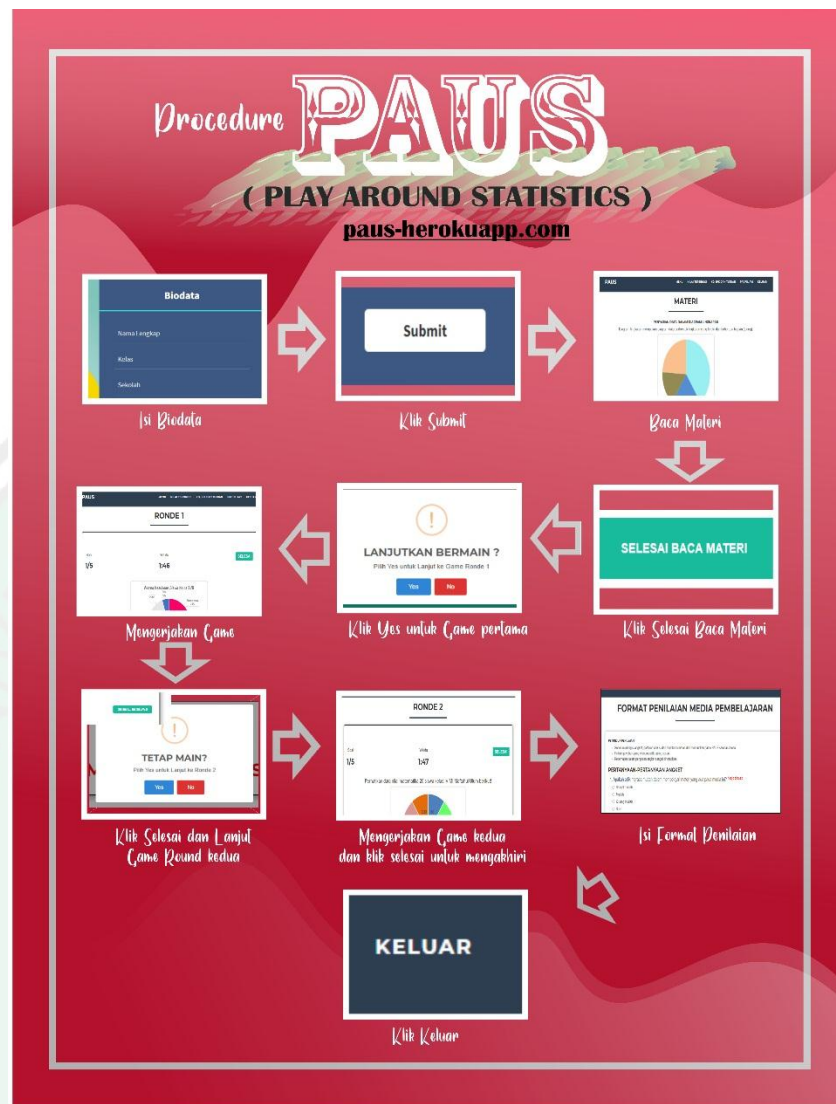 Procedure PAUS
( PLAY AROUND STATISTICS )
paus-herokuapp.com
Biodata
Nama Lengkap
Kelas
Sekolah
Isi Biodata
Submit
Klik Submit
PAUS
MATERI
Baca Materi
PAUS
RONDE 1
1/5
1:46
Mengerjakan Game
LANJUTKAN BERMAIN ?
Pilih Yes untuk Lanjut ke Game Ronde 1
Yes No
Klik Yes untuk Game pertama
SELESAI BACA MATERI
Klik Selesai Baca Materi
TETAP MAIN?
Pilih Yes untuk Lanjut ke Ronde 2
Yes No
Klik Selesai dan Lanjut
Game Round kedua
RONDE 2
1/5
1:47
Mengerjakan Game kedua
dan klik selesai untuk mengakhiri
FORMAT PENILAIAN MEDIA PEMBELAJARAN
PERTANYAAN-PERTANYAAN ANGKET
Isi Format Penilaian
KELUAR
Klik Keluar